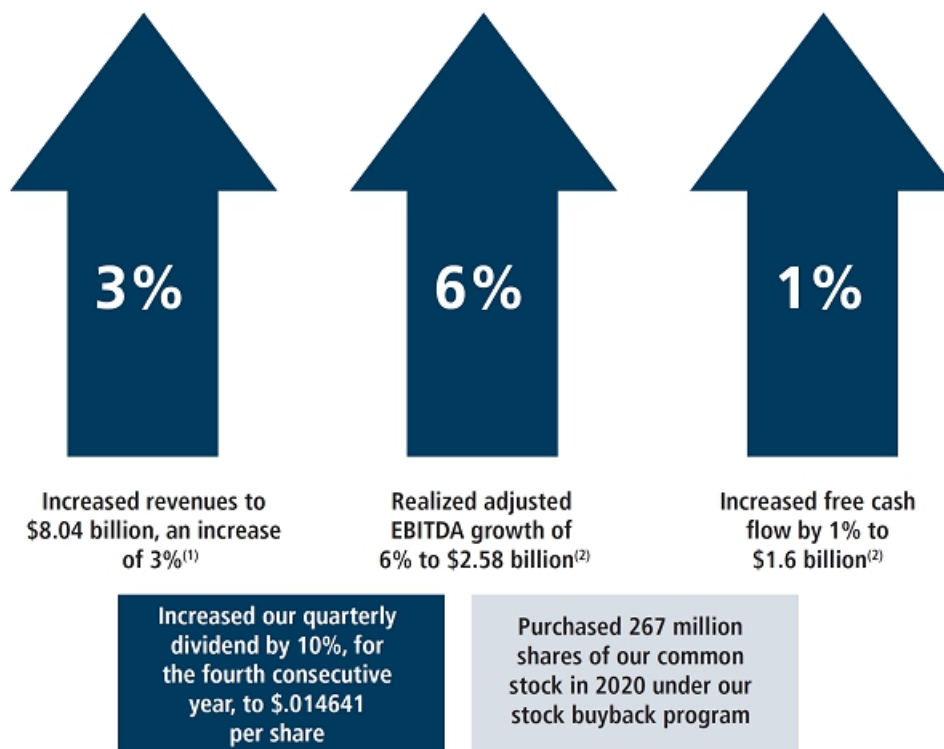 3%
6%
1%
Increased revenues to
$8.04 billion, an increase
of 3%(1)
Realized adjusted
EBITDA growth of
6% to $2.58 billion(2)
Increased free cash
flow by 1% to
$1.6 billion(2)
Increased our quarterly
dividend by 10%, for
the fourth consecutive
year, to $.014641
per share
Purchased 267 million
shares of our common
stock in 2020 under our
stock buyback program